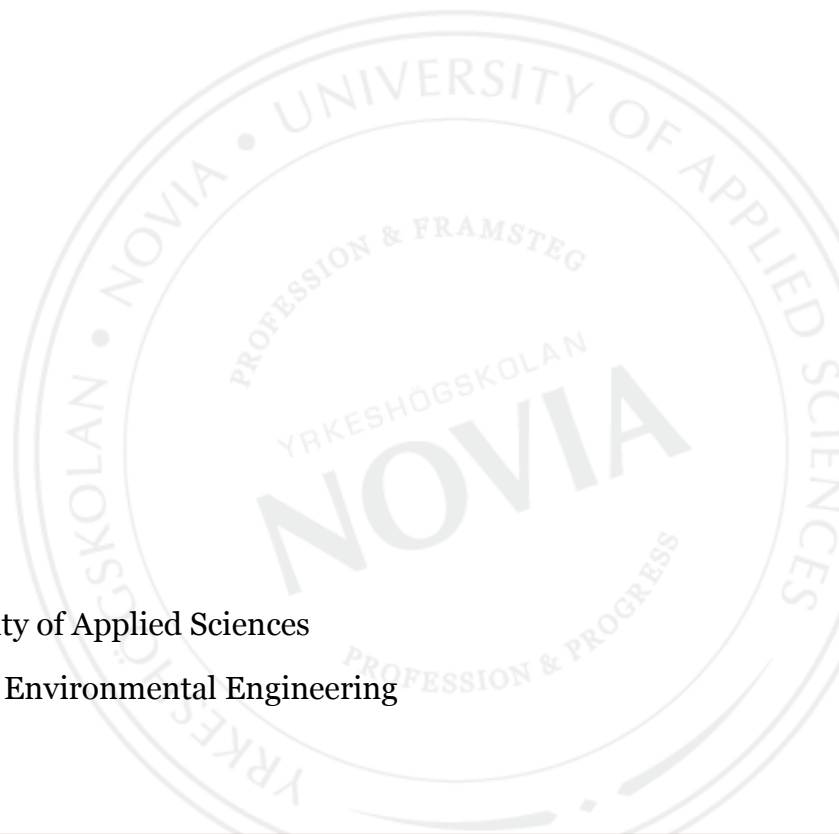 YRKESHÖGSKOLAN • NOVIA • UNIVERSITY OF APPLIED SCIENCES
PROFESSION & FRAMSTEG
YRKESHÖGSKOLAN
NOVIA
PROFESSION & PROGRESS
ty of Applied Sciences
Environmental Engineering